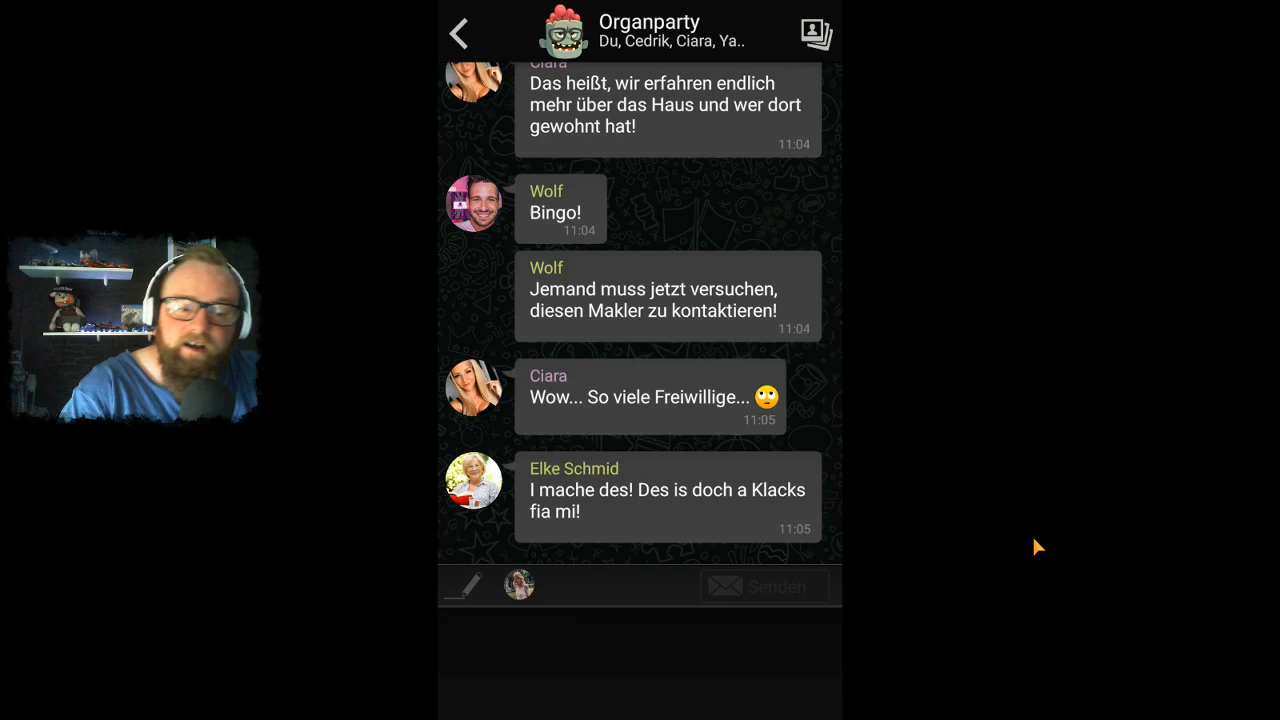 Organparty
Du, Cedrik, Ciara, Ya..
Ciara
Das heißt, wir erfahren endlich
mehr über das Haus und wer dort
gewohnt hat!
11:04
Wolf
Bingo!
11:04
Wolf
Jemand muss jetzt versuchen,
diesen Makler zu kontaktieren!
11:04
Ciara
Wow... So viele Freiwillige... 🙄
11:05
Elke Schmid
I mache des! Des is doch a Klacks
fia mi!
11:05
Senden